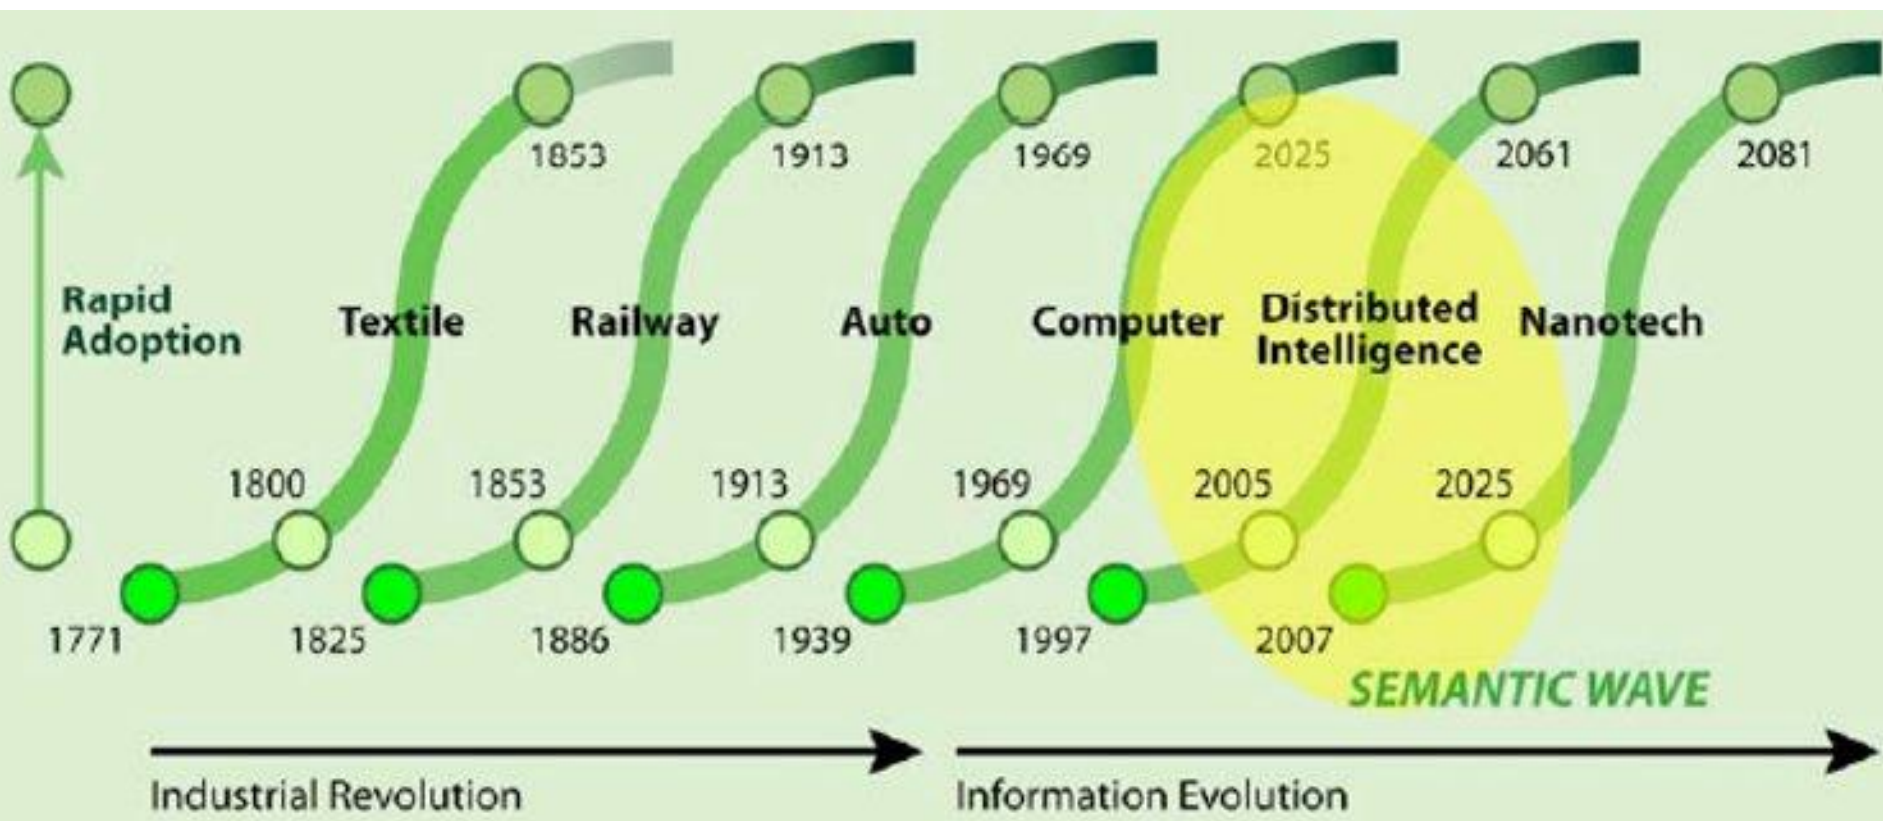 1853
1913
1969
2025
2061
2081
Rapid
Adoption
Textile
Railway
Auto
Computer
Distributed
Intelligence
Nanotech
1800
1853
1913
1969
2005
2025
1771
1825
1886
1939
1997
2007
SEMANTIC WAVE
Industrial Revolution
Information Evolution